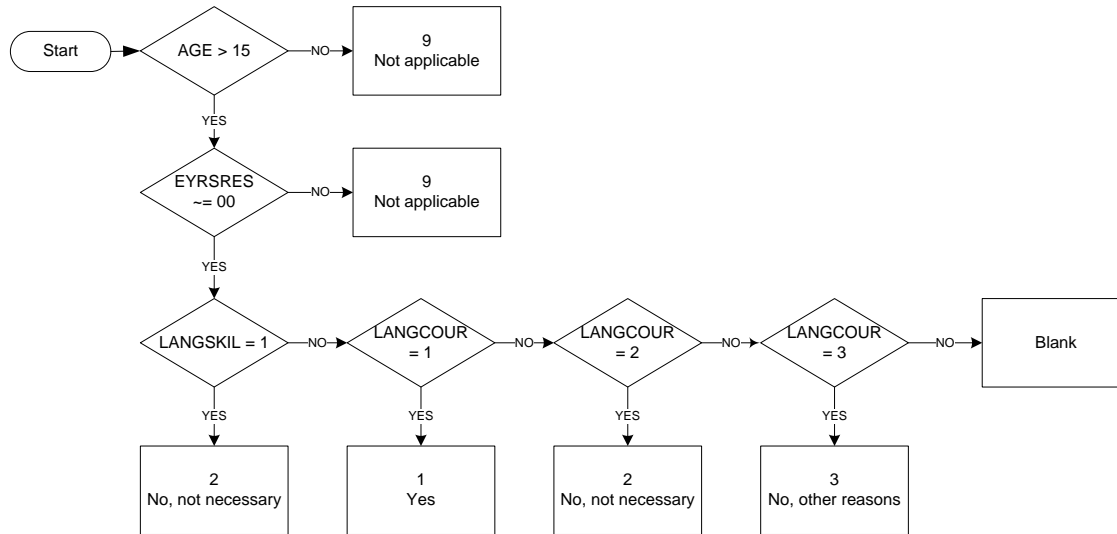 Start
AGE > 15
NO
9
Not applicable
YES
EYRSRES
~= 00
NO
9
Not applicable
YES
LANGSKIL = 1
NO
LANGCOUR
= 1
NO
LANGCOUR
= 2
NO
LANGCOUR
= 3
NO
Blank
YES
YES
YES
YES
2
No, not necessary
1
Yes
2
No, not necessary
3
No, other reasons